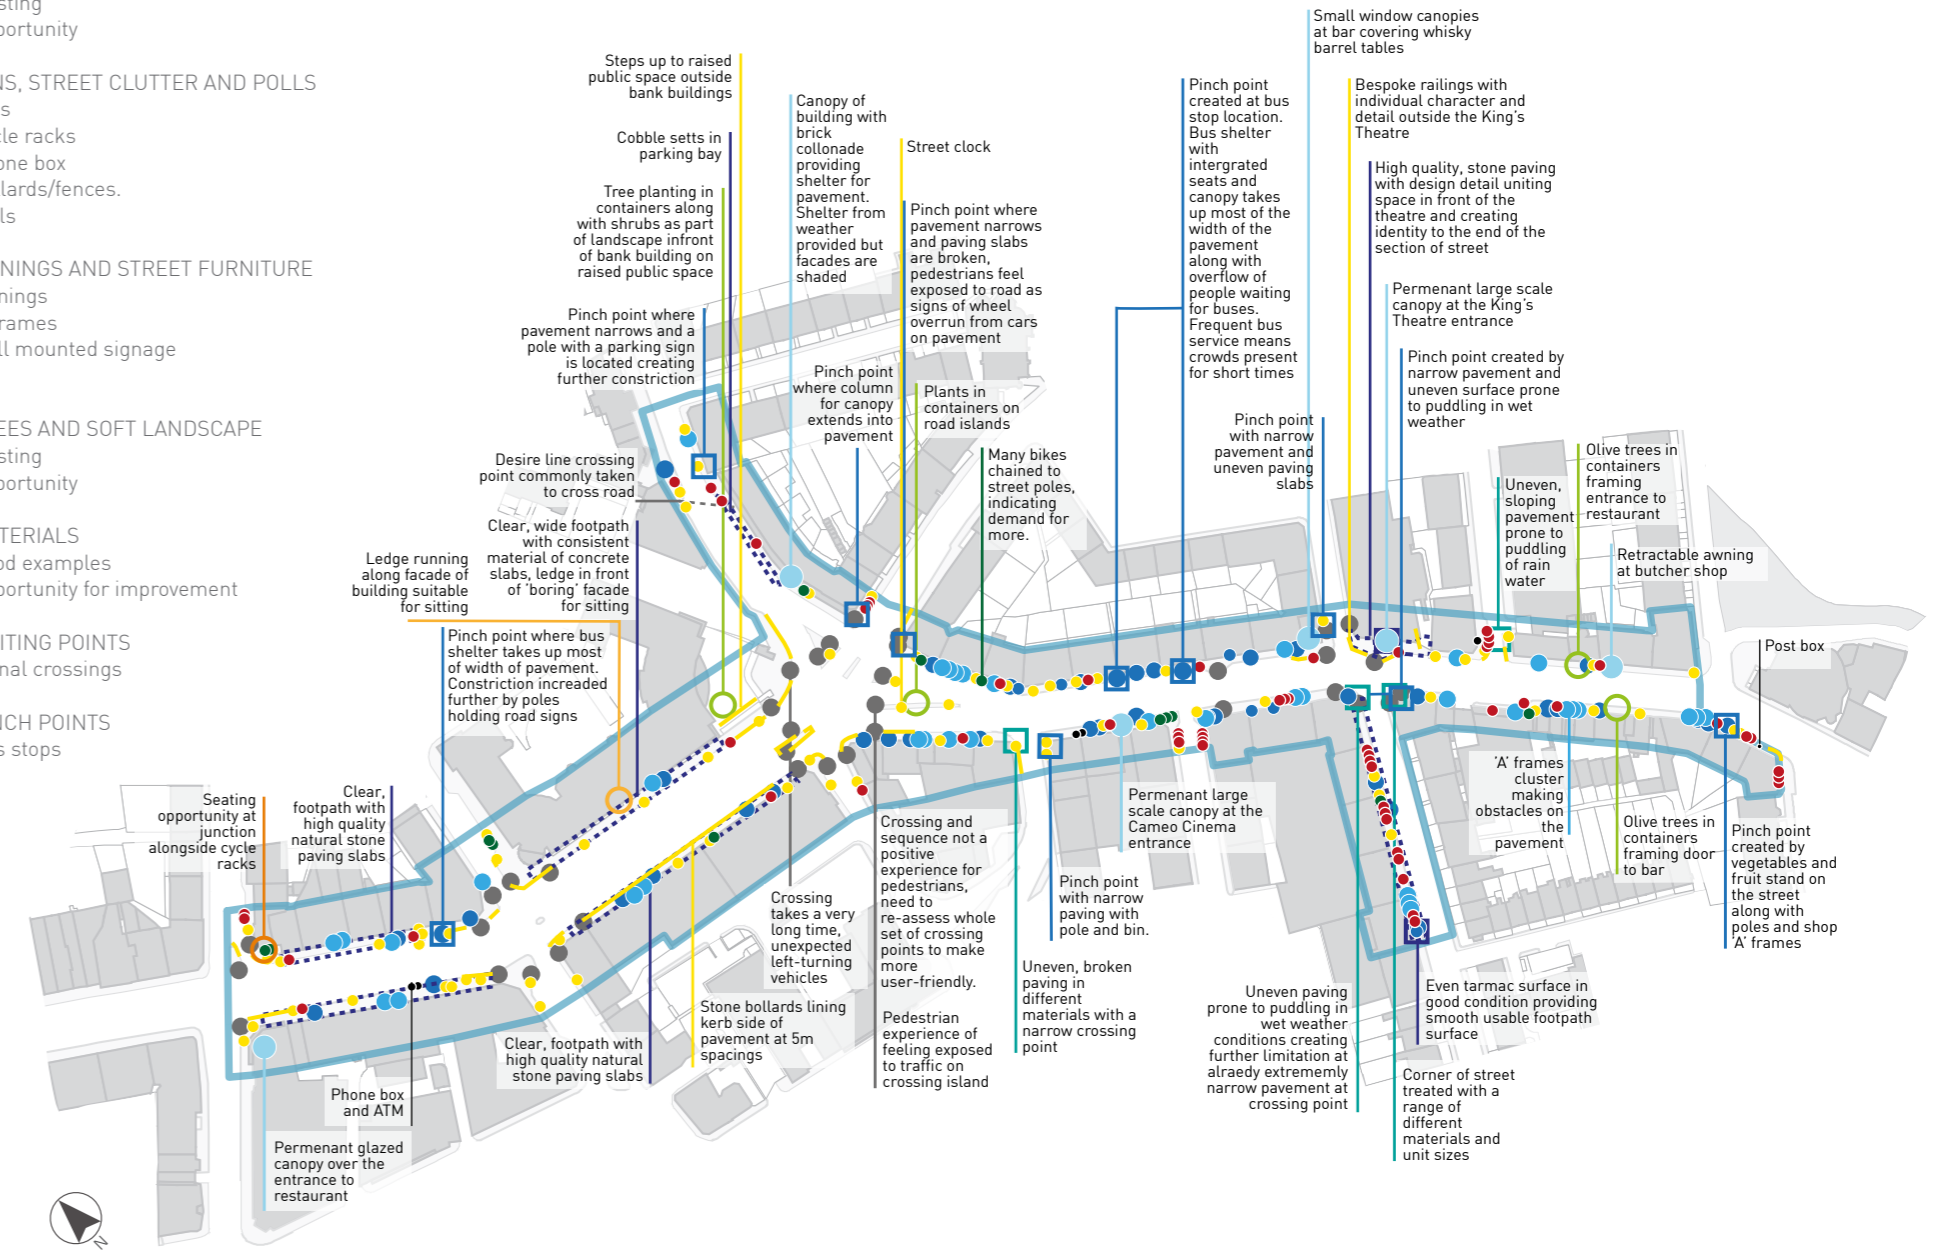 portunity
NS, STREET CLUTTER AND POLLS
cle racks
one box
lards/fences.
NINGS AND STREET FURNITURE
nings
rames
ll mounted signage
EES AND SOFT LANDSCAPE
sting
portunity
TERIALS
od examples
portunity for improvement
ITING POINTS
nal crossings
NCH POINTS
s stops
Steps up to raised
public space outside
bank buildings
Cobble setts in
parking bay
Tree planting in
containers along
with shrubs as part
of landscape infront
of bank building on
raised public space
Pinch point where
pavement narrows and a
pole with a parking sign
is located creating
further constriction
Desire line crossing
point commonly taken
to cross road
Clear, wide footpath
with consistent
material of concrete
slabs, ledge in front
of 'boring' facade
for sitting
Ledge running
along facade of
building suitable
for sitting
Pinch point where bus
shelter takes up most
of width of pavement.
Constriction increaded
further by poles
holding road signs
Canopy of
building with
brick
collonade
providing
shelter for
pavement.
Shelter from
weather
provided but
facades are
shaded
Street clock
Pinch point where
pavement narrows
and paving slabs
are broken,
pedestrians feel
exposed to road as
signs of wheel
overrun from cars
on pavement
Pinch point
where column
for canopy
extends into
pavement
Plants in
containers on
road islands
Many bikes
chained to
street poles,
indicating
demand for
more.
Pinch point
created at bus
stop location.
Bus shelter
with
intergrated
seats and
canopy takes
up most of the
width of the
pavement
along with
overflow of
people waiting
for buses.
Frequent bus
service means
crowds present
for short times
Small window canopies
at bar covering whisky
barrel tables
Bespoke railings with
individual character and
detail outside the King's
Theatre
High quality, stone paving
with design detail uniting
space in front of the
theatre and creating
identity to the end of the
section of street
Permenant large scale
canopy at the King's
Theatre entrance
Pinch point created by
narrow pavement and
uneven surface prone
to puddling in wet
weather
Pinch point
with narrow
pavement and
uneven paving
slabs
Uneven,
sloping
pavement
prone to
puddling
of rain
water
Olive trees in
containers
framing
entrance to
restaurant
Retractable awning
at butcher shop
Post box
Seating
opportunity at
junction
alongside cycle
racks
Clear,
footpath with
high quality
natural stone
paving slabs
Phone box
and ATM
Permenant glazed
canopy over the
entrance to
restaurant
Clear, footpath with
high quality natural
stone paving slabs
Stone bollards lining
kerb side of
pavement at 5m
spacings
Crossing
takes a very
long time,
unexpected
left-turning
vehicles
Crossing and
sequence not a
positive
experience for
pedestrians,
need to
re-assess whole
set of crossing
points to make
more
user-friendly.
Pedestrian
experience of
feeling exposed
to traffic on
crossing island
Uneven, broken
paving in
different
materials with a
narrow crossing
point
Pinch point
with narrow
paving with
pole and bin.
Permenant large
scale canopy at the
Cameo Cinema
entrance
Uneven paving
prone to puddling in
wet weather
conditions creating
further limitation at
alraedy extrememly
narrow pavement at
crossing point
Even tarmac surface in
good condition providing
smooth usable footpath
surface
Corner of street
treated with a
range of
different
materials and
unit sizes
'A' frames
cluster
making
obstacles on
the
pavement
Olive trees in
containers
framing door
to bar
Pinch point
created by
vegetables and
fruit stand on
the street
along with
poles and shop
'A' frames
N